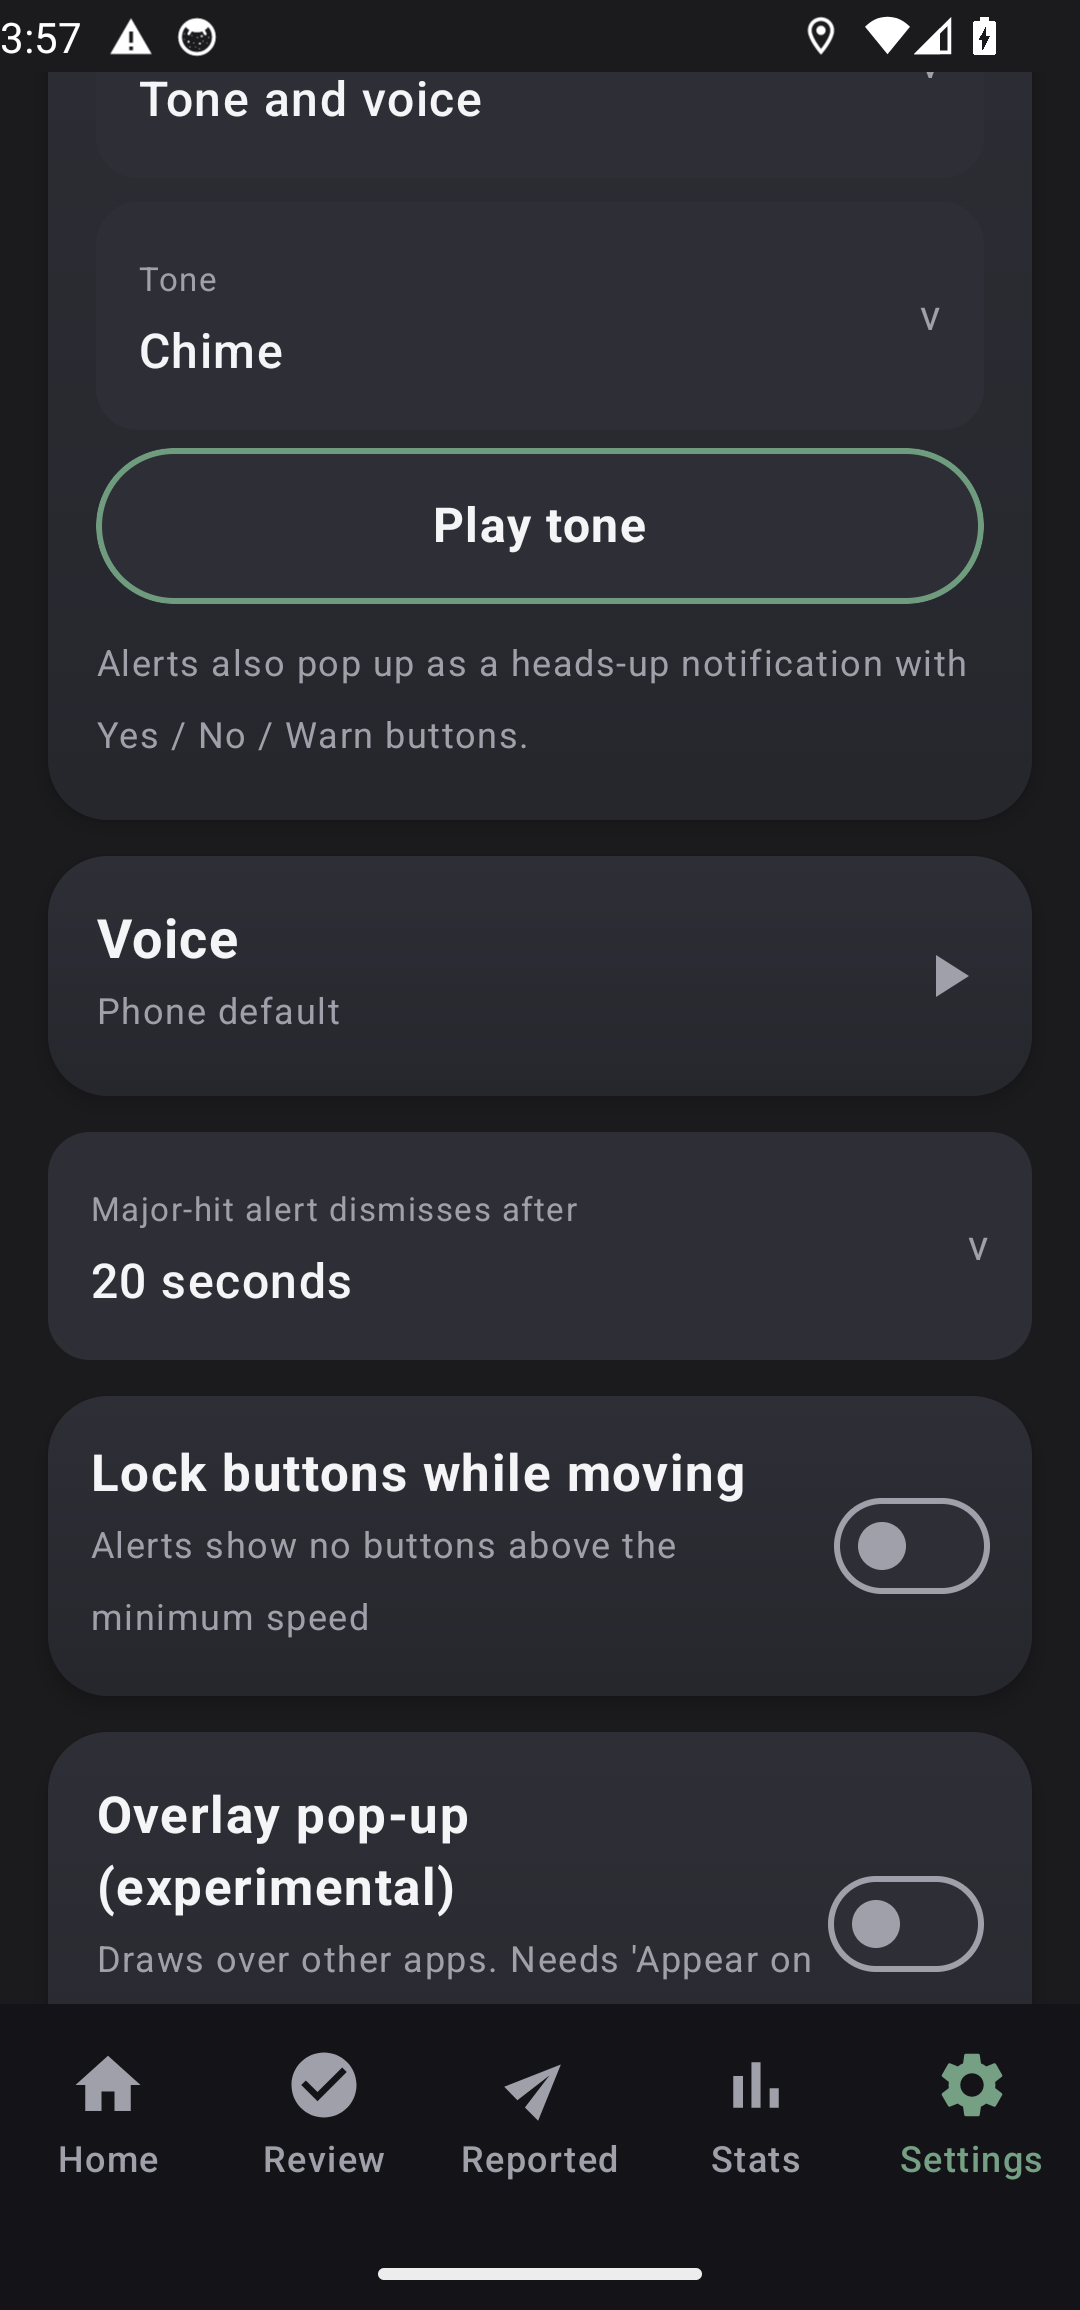 3:57
Tone and voice
Tone
Chime
Play tone
Alerts also pop up as a heads-up notification with
Yes / No / Warn buttons.
Voice
Phone default
Major-hit alert dismisses after
20 seconds
Lock buttons while moving
Alerts show no buttons above the
minimum speed
Overlay pop-up
(experimental)
Draws over other apps. Needs 'Appear on
Home
Review
Reported
Stats
Settings